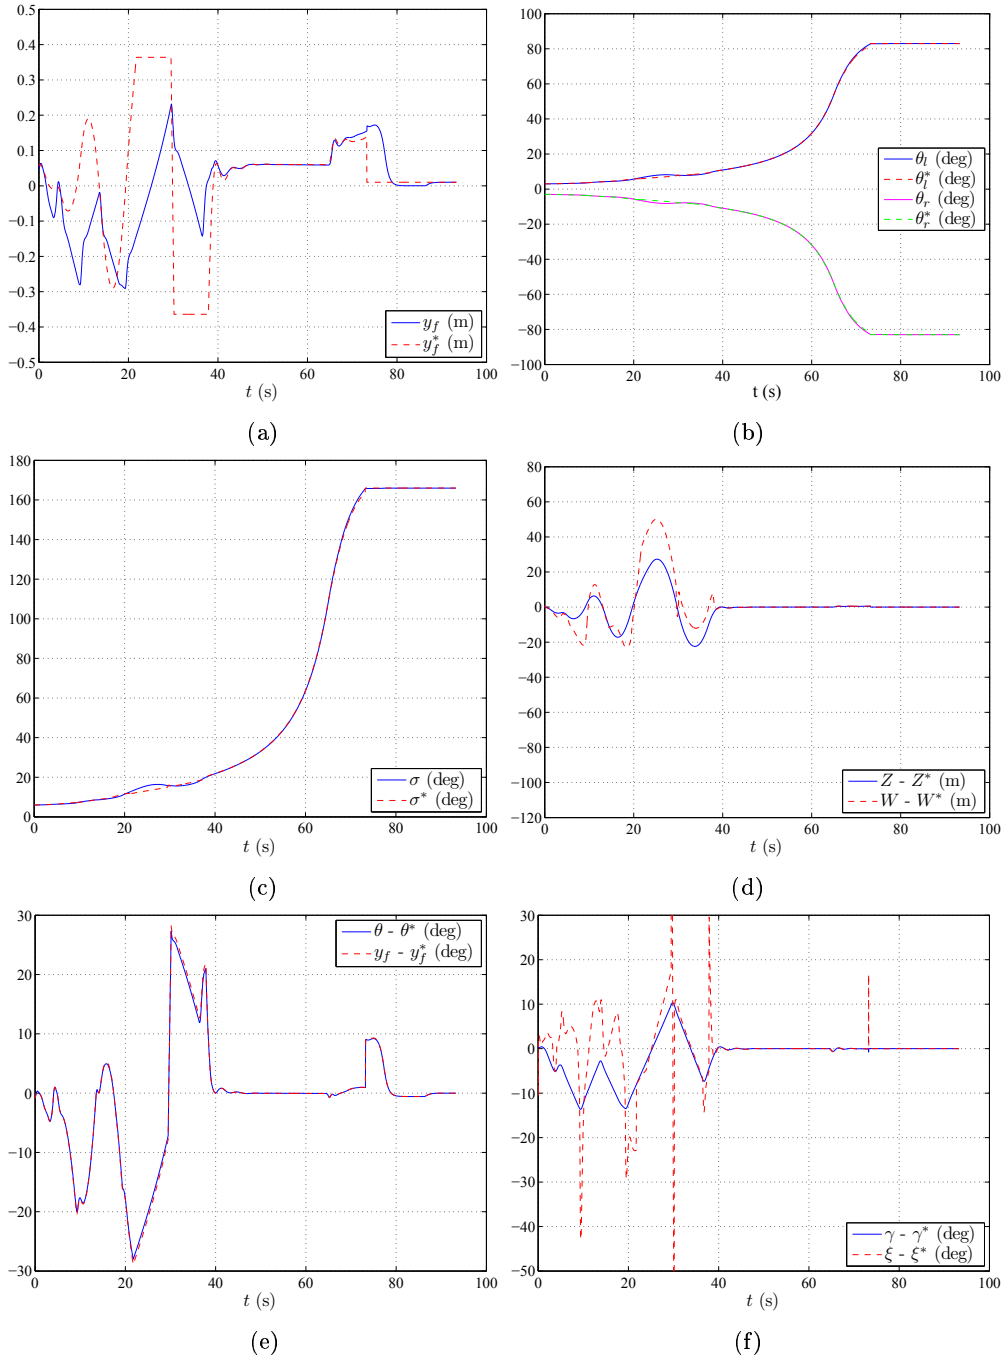 0.5
0.4
0.3
0.2
0.1
0
−0.1
−0.2
−0.3
−0.4
−0.5
0 20 40 60 80 100
t (s)
y_f (m)
y_f^* (m)
(a)
100
80
60
40
20
0
−20
−40
−60
−80
−100
0 20 40 60 80 100
t (s)
θ_l (deg)
θ_l^* (deg)
θ_r (deg)
θ_r^* (deg)
(b)
180
160
140
120
100
80
60
40
20
0
0 20 40 60 80 100
t (s)
σ (deg)
σ^* (deg)
(c)
80
60
40
20
0
−20
−40
−60
−80
−100
−120
0 20 40 60 80 100
t (s)
Z - Z^* (m)
W - W^* (m)
(d)
30
20
10
0
−10
−20
−30
0 20 40 60 80 100
t (s)
θ - θ^* (deg)
y_f - y_f^* (deg)
(e)
30
20
10
0
−10
−20
−30
−40
−50
0 20 40 60 80 100
t (s)
γ - γ^* (deg)
ξ - ξ^* (deg)
(f)